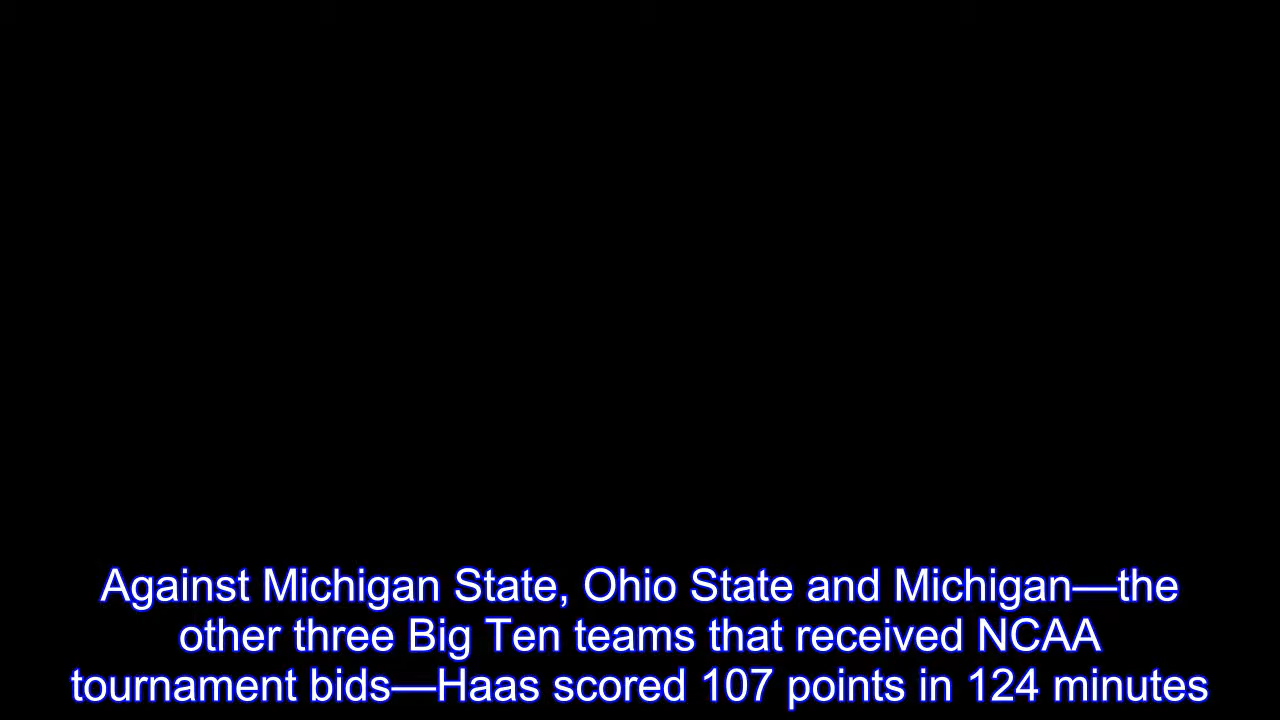 Against Michigan State, Ohio State and Michigan—the
other three Big Ten teams that received NCAA
tournament bids—Haas scored 107 points in 124 minutes